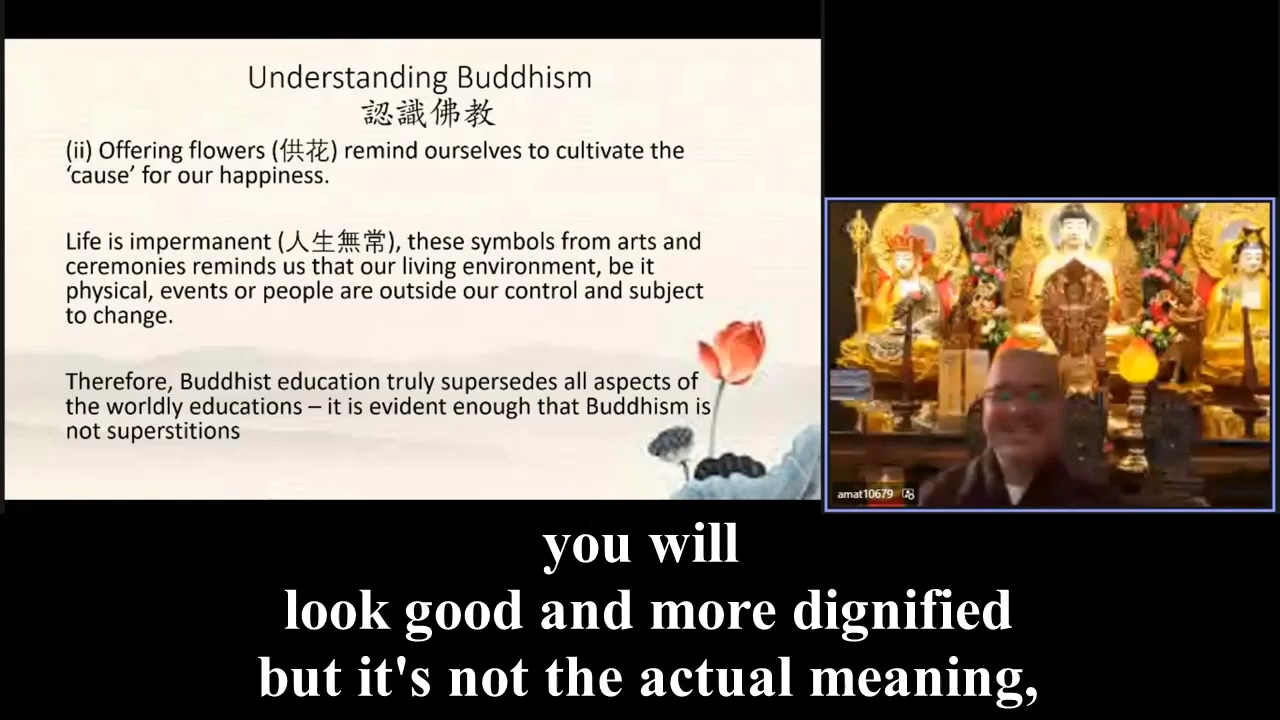 Understanding Buddhism
認識佛教
(ii) Offering flowers (供花) remind ourselves to cultivate the
‘cause’ for our happiness.
Life is impermanent (人生無常), these symbols from arts and
ceremonies reminds us that our living environment, be it
physical, events or people are outside our control and subject
to change.
Therefore, Buddhist education truly supersedes all aspects of
the worldly educations – it is evident enough that Buddhism is
not superstitions
amat10679
you will
look good and more dignified
but it's not the actual meaning,